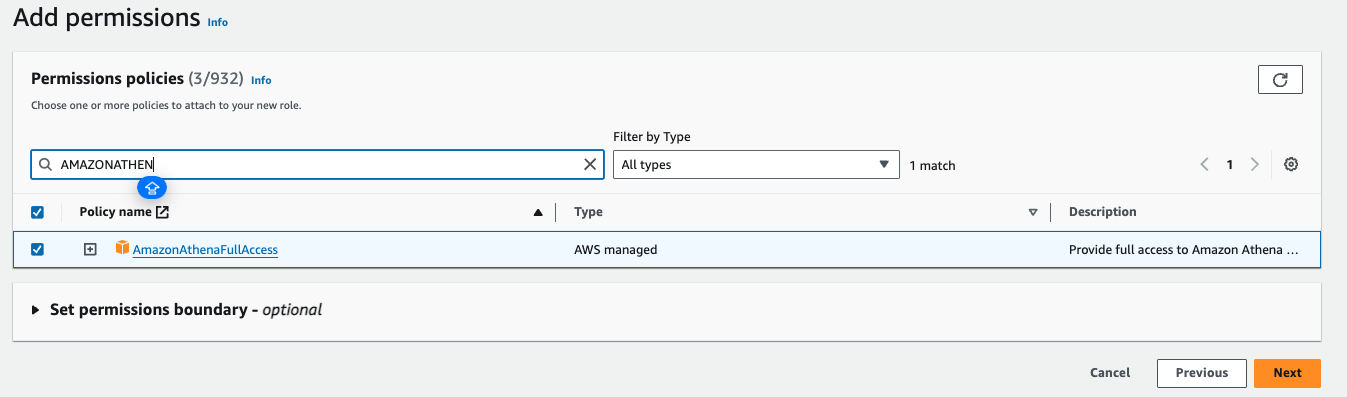 Add permissions Info
Permissions policies (3/932) Info
Choose one or more policies to attach to your new role.
Filter by Type
AMAZONATHEN
All types
1 match
1
Policy name
Type
Description
AmazonAthenaFullAccess
AWS managed
Provide full access to Amazon Athena ...
Set permissions boundary - optional
Cancel
Previous
Next